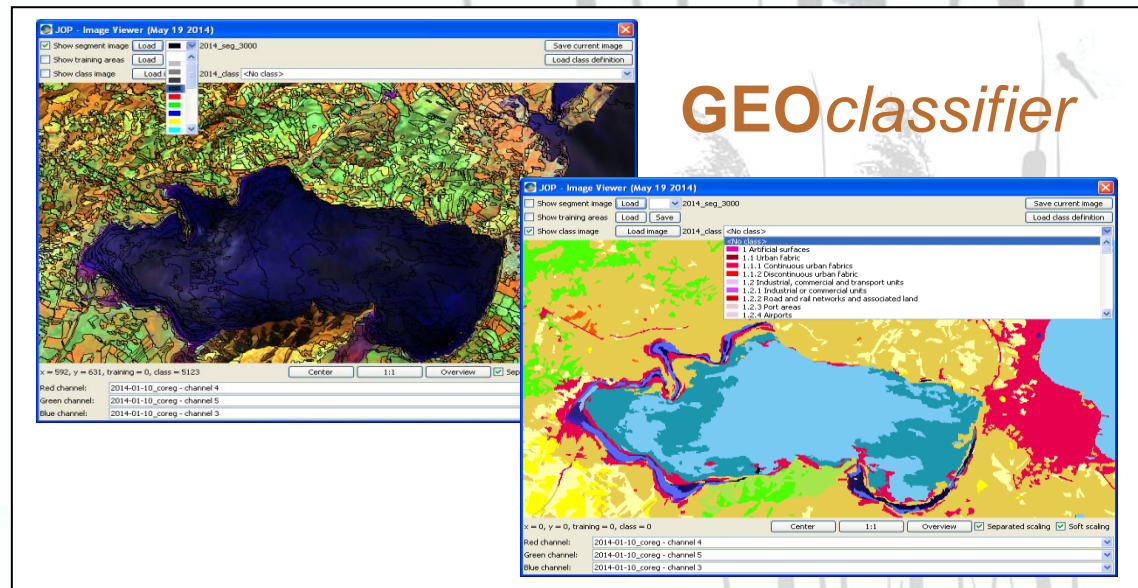 JOP - Image Viewer (May 19 2014)
Show segment image Load 2014_seg_3000 Save current image
Show training areas Load Load class definition
Show class image Load 2014_class <No class>
GEOclassifier
x = 592, y = 631, training = 0, class = 5123 Center 1:1 Overview
Red channel: 2014-01-10_coreg - channel 4
Green channel: 2014-01-10_coreg - channel 5
Blue channel: 2014-01-10_coreg - channel 3
JOP - Image Viewer (May 19 2014)
Show segment image Load 2014_seg_3000 Save current image
Show training areas Load Save Load class definition
Show class image Load image 2014_class <No class>
<No class>
1 Artificial surfaces
1.1 Urban fabric
1.1.1 Continuous urban fabrics
1.1.2 Discontinuous urban fabric
1.2 Industrial, commercial and transport units
1.2.1 Industrial or commercial units
1.2.2 Road and rail networks and associated land
1.2.3 Port areas
1.2.4 Airports
x = 0, y = 0, training = 0, class = 0 Center 1:1 Overview Separated scaling Soft scaling
Red channel: 2014-01-10_coreg - channel 4
Green channel: 2014-01-10_coreg - channel 5
Blue channel: 2014-01-10_coreg - channel 3